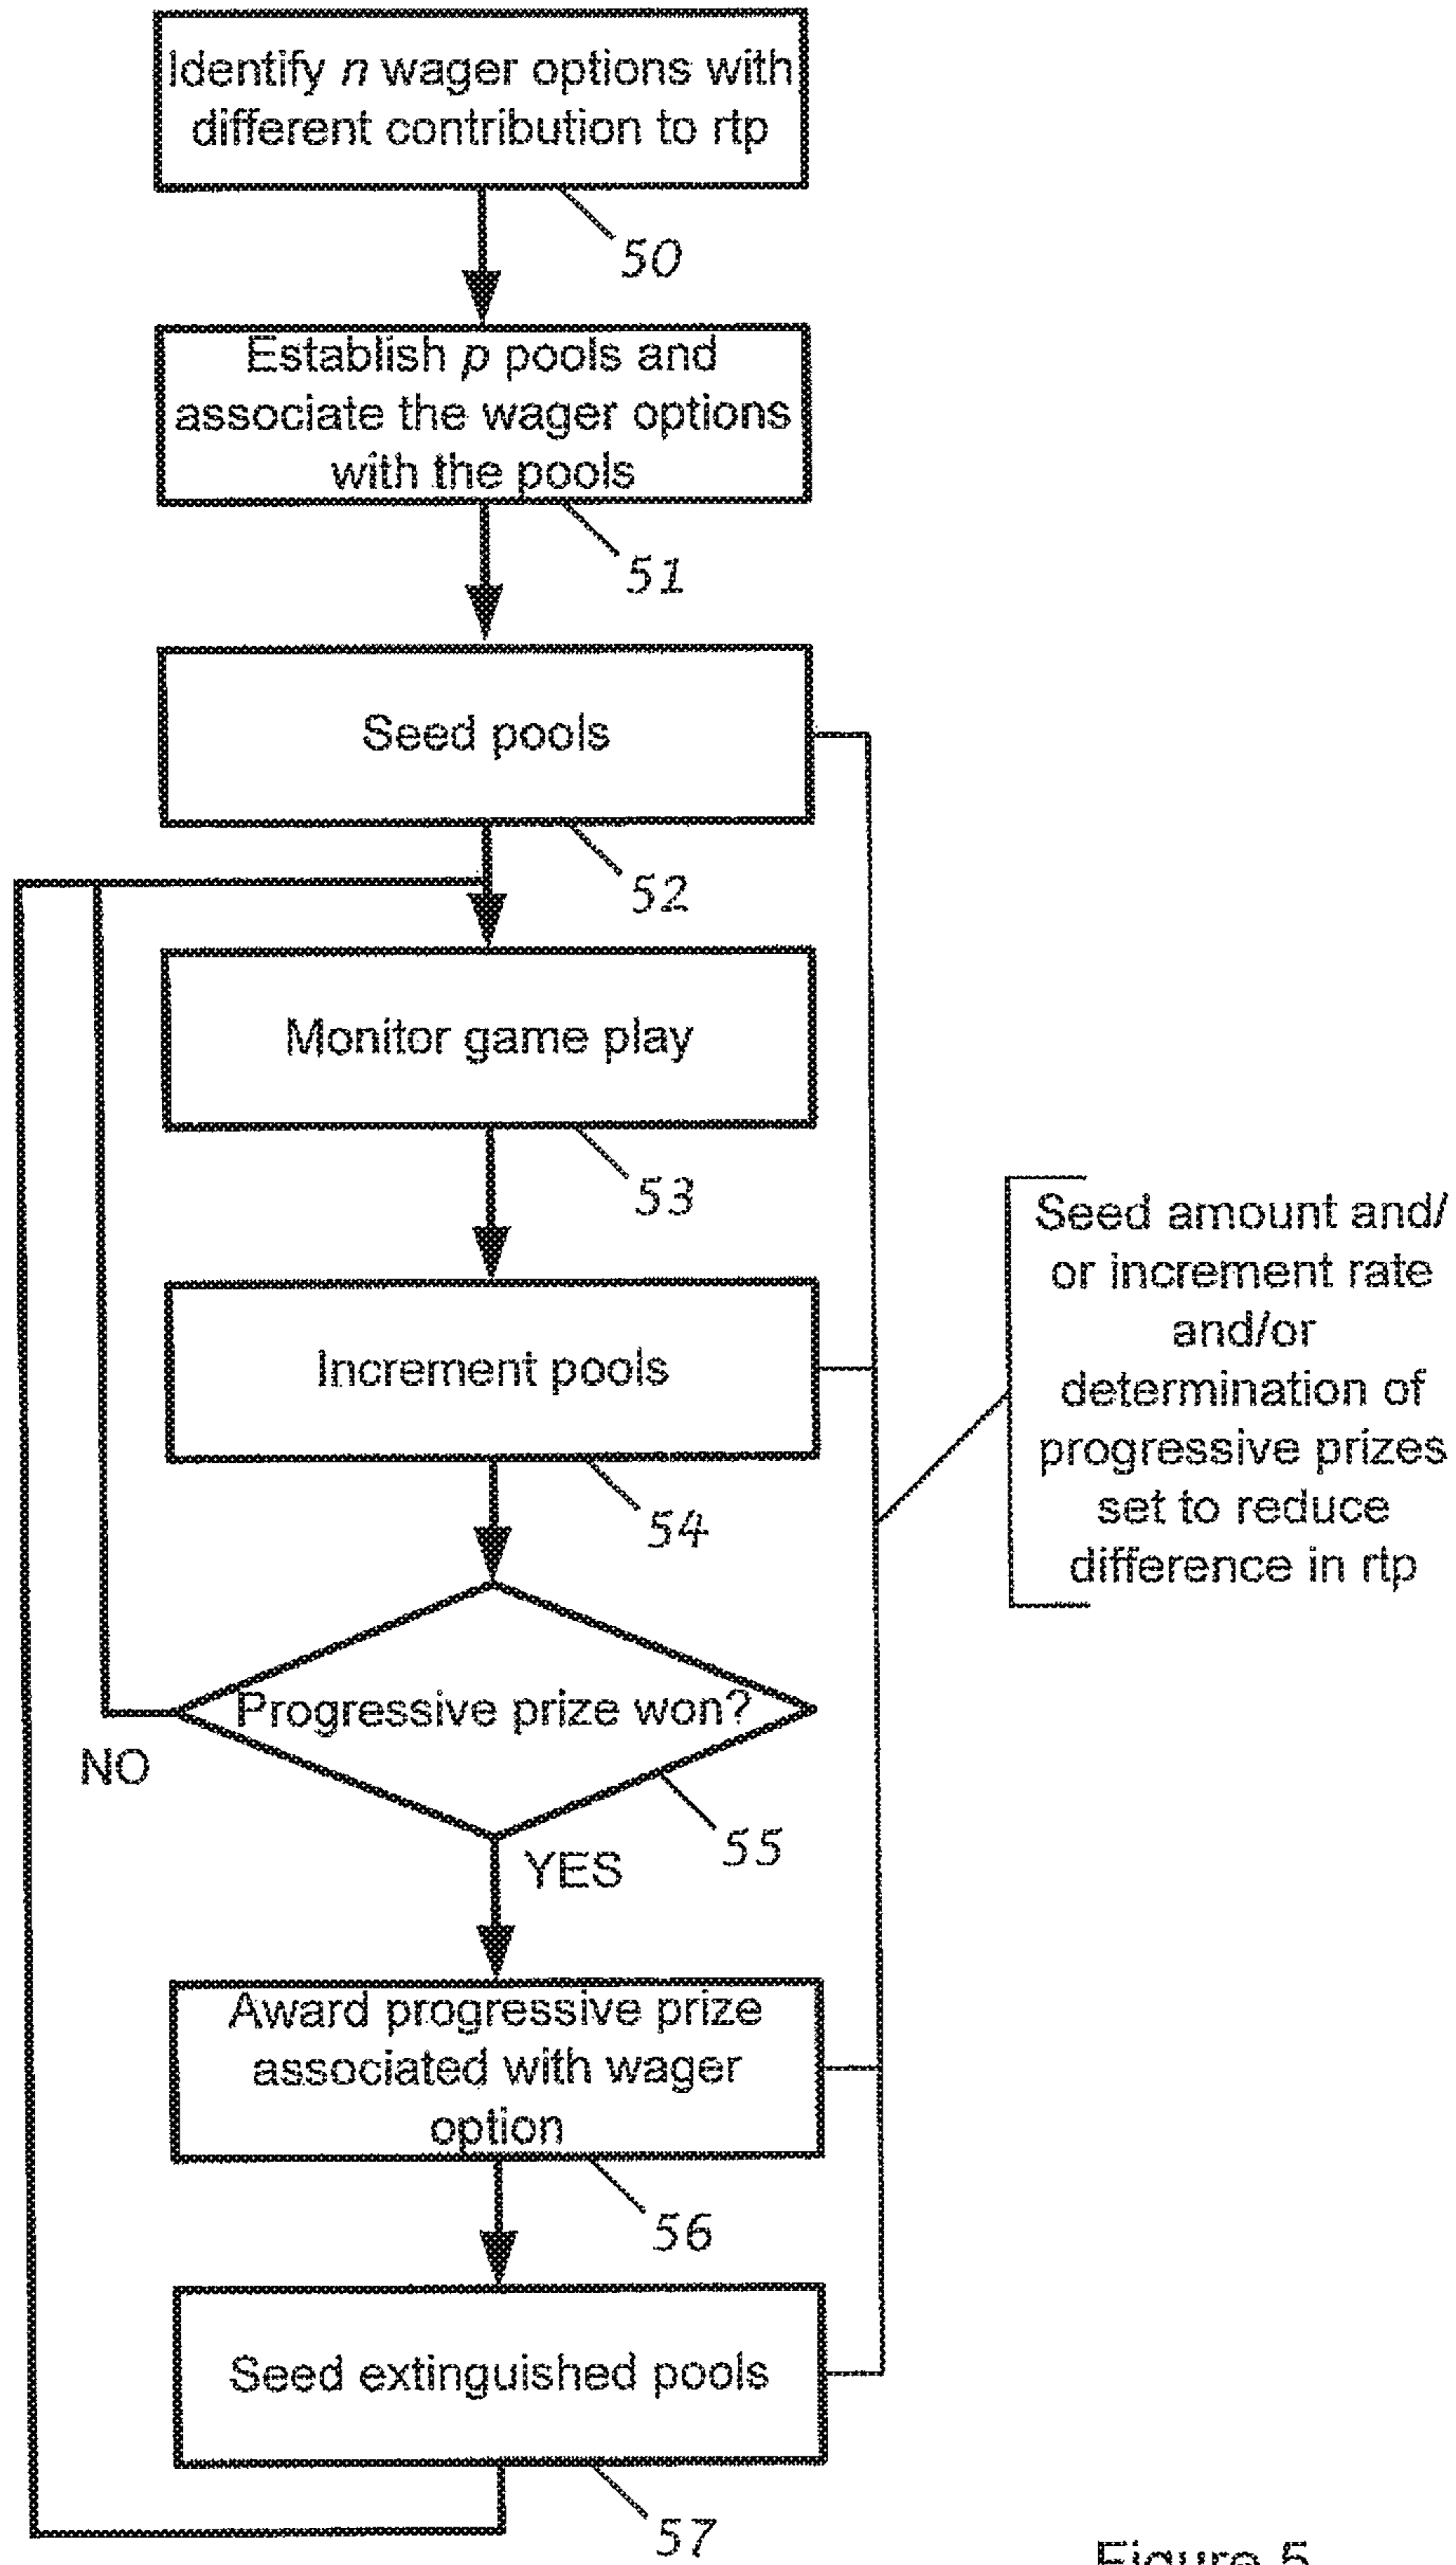 Identify n wager options with
different contribution to rtp
50
Establish p pools and
associate the wager options
with the pools
51
Seed pools
52
Monitor game play
53
Increment pools
54
Seed amount and/
or increment rate
and/or
determination of
progressive prizes
set to reduce
difference in rtp
Progressive prize won?
NO
55
YES
Award progressive prize
associated with wager
option
56
Seed extinguished pools
57
Figure 5